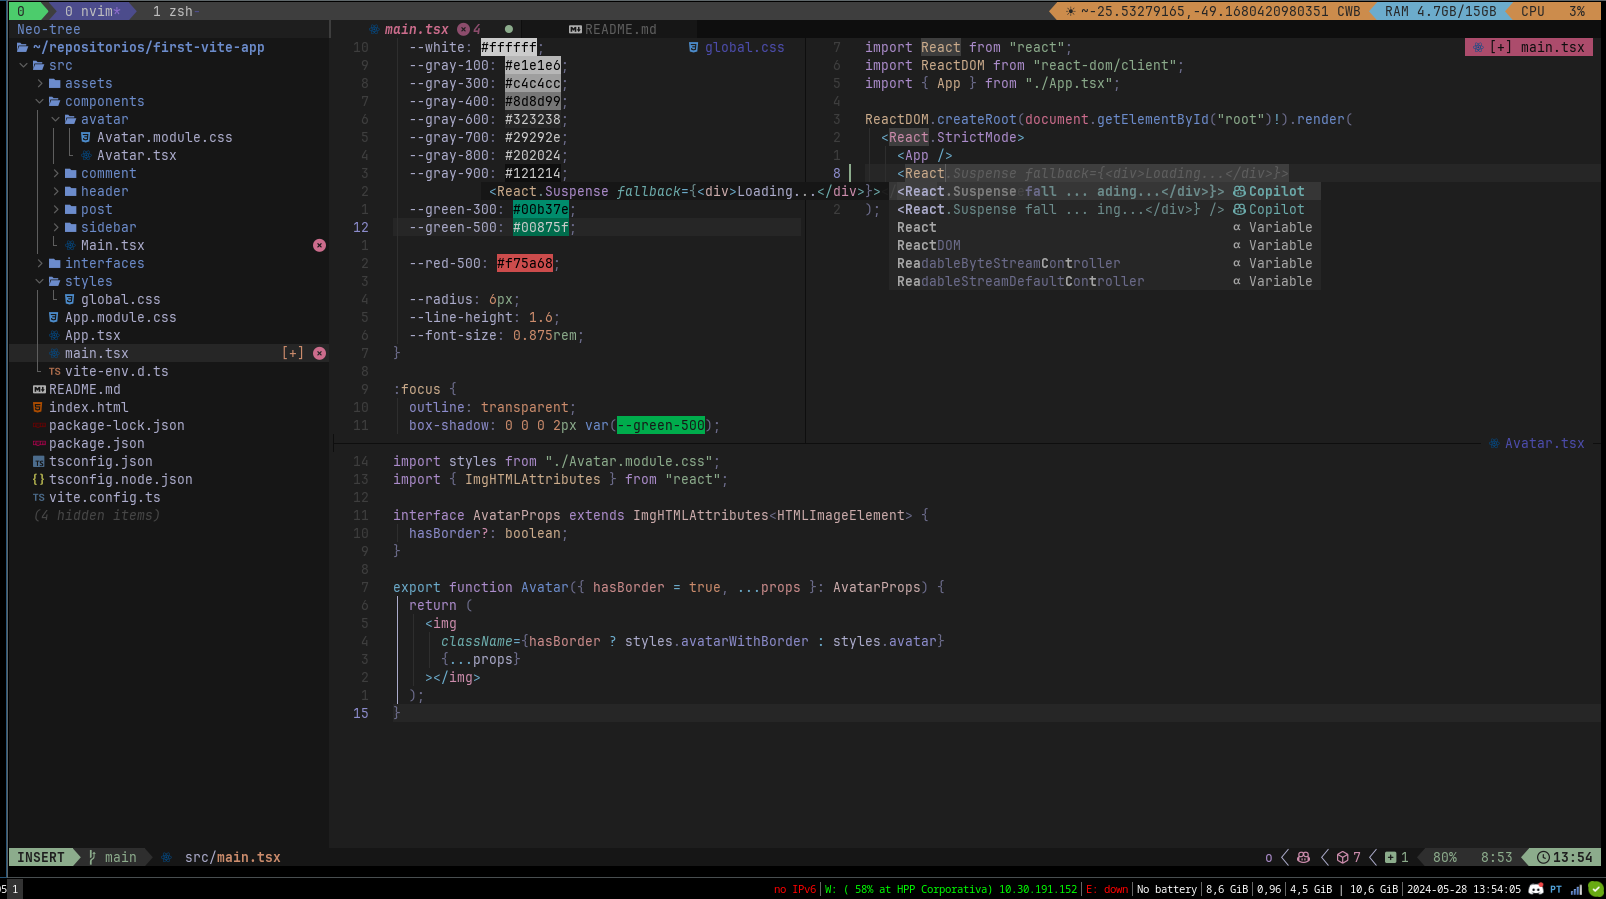 0 0 nvim* 1 zsh- ☀ ~-25.53279165,-49.1680420980351 CWB RAM 4.7GB/15GB CPU 3%
Neo-tree
~/repositorios/first-vite-app
src
assets
components
avatar
Avatar.module.css
Avatar.tsx
comment
header
post
sidebar
Main.tsx
interfaces
styles
global.css
App.module.css
App.tsx
main.tsx [+]
TS vite-env.d.ts
README.md
index.html
package-lock.json
package.json
tsconfig.json
{} tsconfig.node.json
TS vite.config.ts
(4 hidden items)
main.tsx 4 README.md
global.css
10 --white: #ffffff;
9 --gray-100: #e1e1e6;
8 --gray-300: #c4c4cc;
7 --gray-400: #8d8d99;
6 --gray-600: #323238;
5 --gray-700: #29292e;
4 --gray-800: #202024;
3 --gray-900: #121214;
2 <React.Suspense fallback={<div>Loading...</div>}>
1 --green-300: #00b37e;
12 --green-500: #00875f;
1
2 --red-500: #f75a68;
3
4 --radius: 6px;
5 --line-height: 1.6;
6 --font-size: 0.875rem;
7 }
8
9 :focus {
10 outline: transparent;
11 box-shadow: 0 0 0 2px var(--green-500);
[+] main.tsx
7 import React from "react";
6 import ReactDOM from "react-dom/client";
5 import { App } from "./App.tsx";
4
3 ReactDOM.createRoot(document.getElementById("root")!).render(
2 <React.StrictMode>
1 <App />
8 <React.Suspense fallback={<div>Loading...</div>}>
<React.Suspense fall ... ading...</div>}> Copilot
2 ); <React.Suspense fall ... ing...</div>} /> Copilot
React α Variable
ReactDOM α Variable
ReadableByteStreamController α Variable
ReadableStreamDefaultController α Variable
Avatar.tsx
14 import styles from "./Avatar.module.css";
13 import { ImgHTMLAttributes } from "react";
12
11 interface AvatarProps extends ImgHTMLAttributes<HTMLImageElement> {
10 hasBorder?: boolean;
9 }
8
7 export function Avatar({ hasBorder = true, ...props }: AvatarProps) {
6 return (
5 <img
4 className={hasBorder ? styles.avatarWithBorder : styles.avatar}
3 {...props}
2 ></img>
1 );
15 }
INSERT main src/main.tsx 7 1 80% 8:53 13:54
05 1 no IPv6 W: ( 58% at HPP Corporativa) 10.30.191.152 E: down No battery 8,6 GiB 0,96 4,5 GiB | 10,6 GiB 2024-05-28 13:54:05 PT